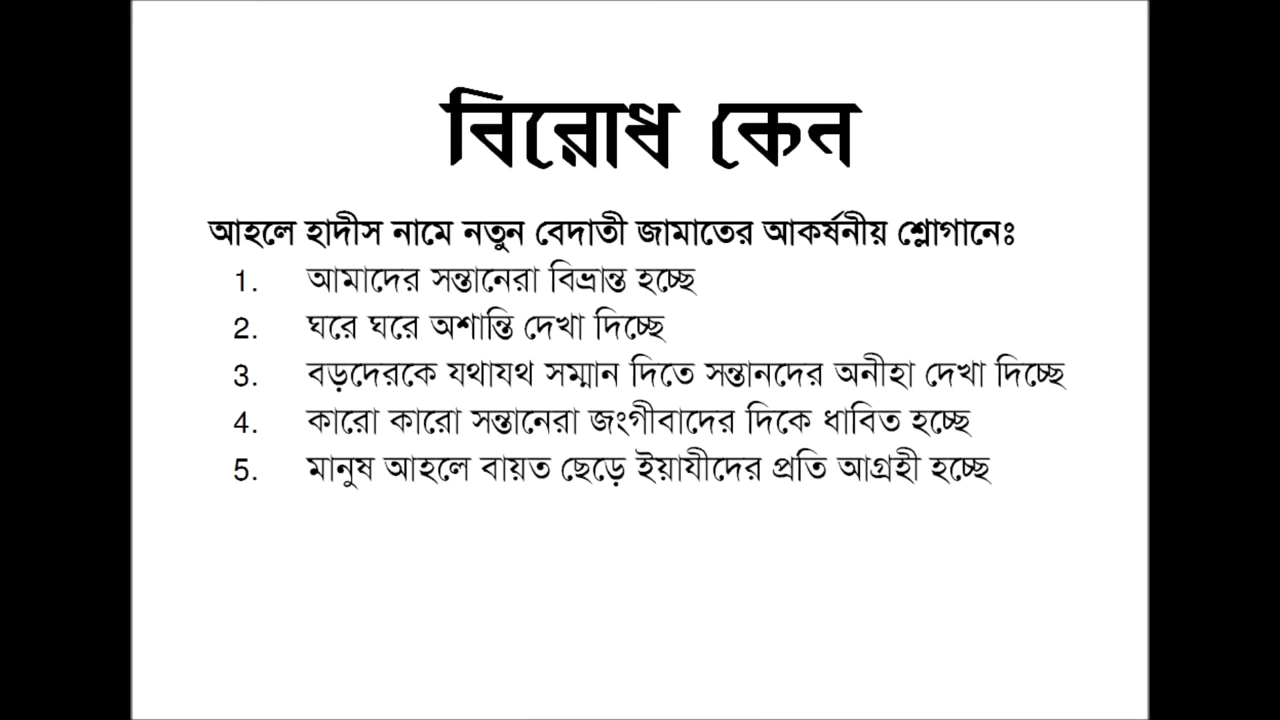 বিরোধ কেন
আহলে হাদীস নামে নতুন বেদাতী জামাতের আকর্ষনীয় শ্লোগানেঃ
1. আমাদের সন্তানেরা বিভ্রান্ত হচ্ছে
2. ঘরে ঘরে অশান্তি দেখা দিচ্ছে
3. বড়দেরকে যথাযথ সম্মান দিতে সন্তানদের অনীহা দেখা দিচ্ছে
4. কারো কারো সন্তানেরা জংগীবাদের দিকে ধাবিত হচ্ছে
5. মানুষ আহলে বায়ত ছেড়ে ইয়াযীদের প্রতি আগ্রহী হচ্ছে